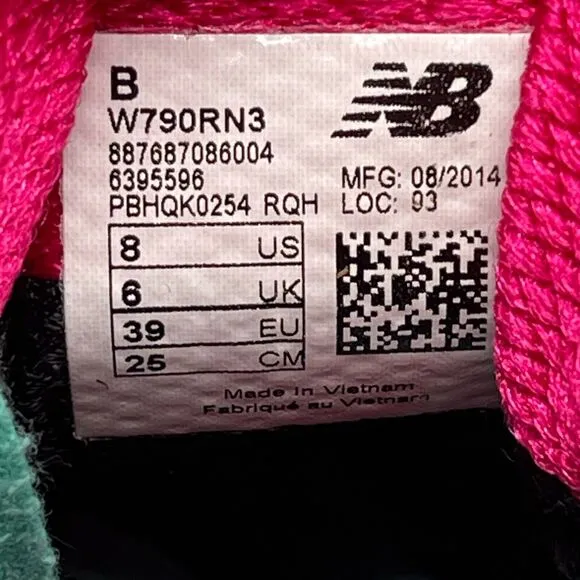 B
NB
W790RN3
887687086004
6395596
MFG: 08/2014
PBHQK0254 RQH
LOC: 93
8 US
6 UK
39 EU
25 CM
Made in Vietnam
Fabriqué au Vietnam